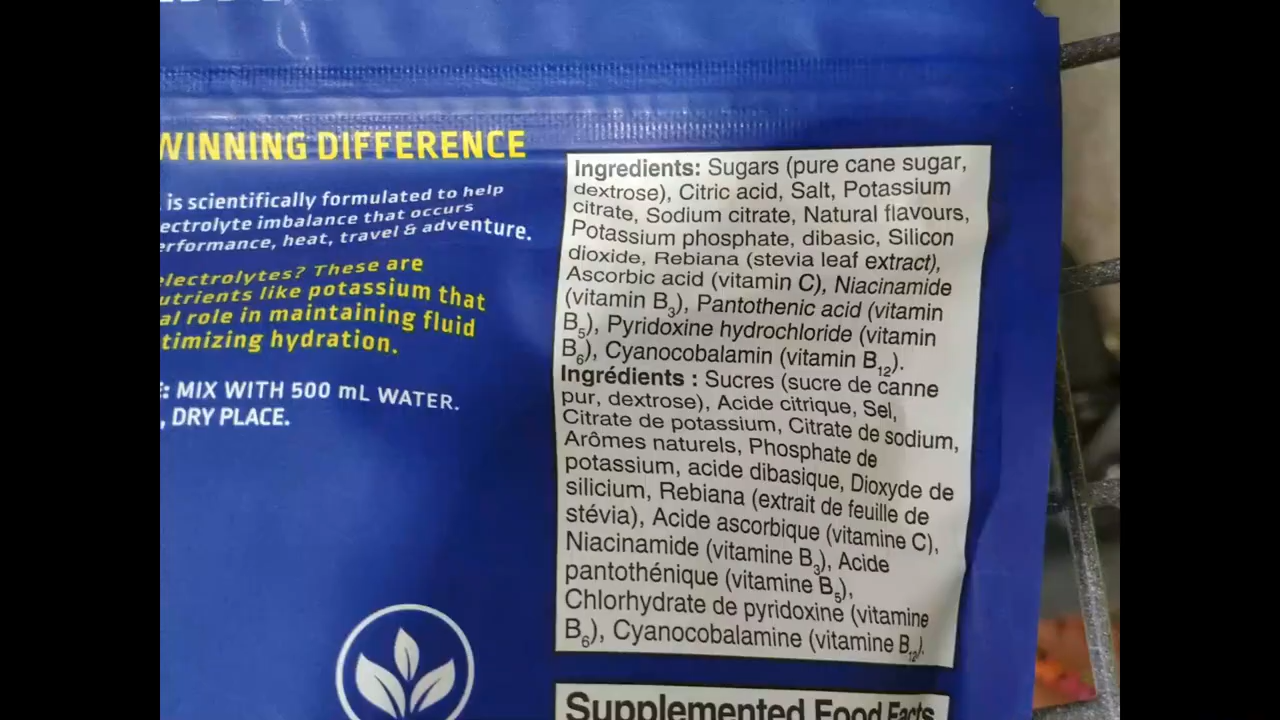 WINNING DIFFERENCE
is scientifically formulated to help
ectrolyte imbalance that occurs
erformance, heat, travel & adventure.
electrolytes? These are
utrients like potassium that
al role in maintaining fluid
timizing hydration.
: MIX WITH 500 mL WATER.
, DRY PLACE.
Ingredients: Sugars (pure cane sugar,
dextrose), Citric acid, Salt, Potassium
citrate, Sodium citrate, Natural flavours,
Potassium phosphate, dibasic, Silicon
dioxide, Rebiana (stevia leaf extract),
Ascorbic acid (vitamin C), Niacinamide
(vitamin B₃), Pantothenic acid (vitamin
B₅), Pyridoxine hydrochloride (vitamin
B₆), Cyanocobalamin (vitamin B₁₂).
Ingrédients : Sucres (sucre de canne
pur, dextrose), Acide citrique, Sel,
Citrate de potassium, Citrate de sodium,
Arômes naturels, Phosphate de
potassium, acide dibasique, Dioxyde de
silicium, Rebiana (extrait de feuille de
stévia), Acide ascorbique (vitamine C),
Niacinamide (vitamine B₃), Acide
pantothénique (vitamine B₅),
Chlorhydrate de pyridoxine (vitamine
B₆), Cyanocobalamine (vitamine B₁₂).
Supplemented Food Facts